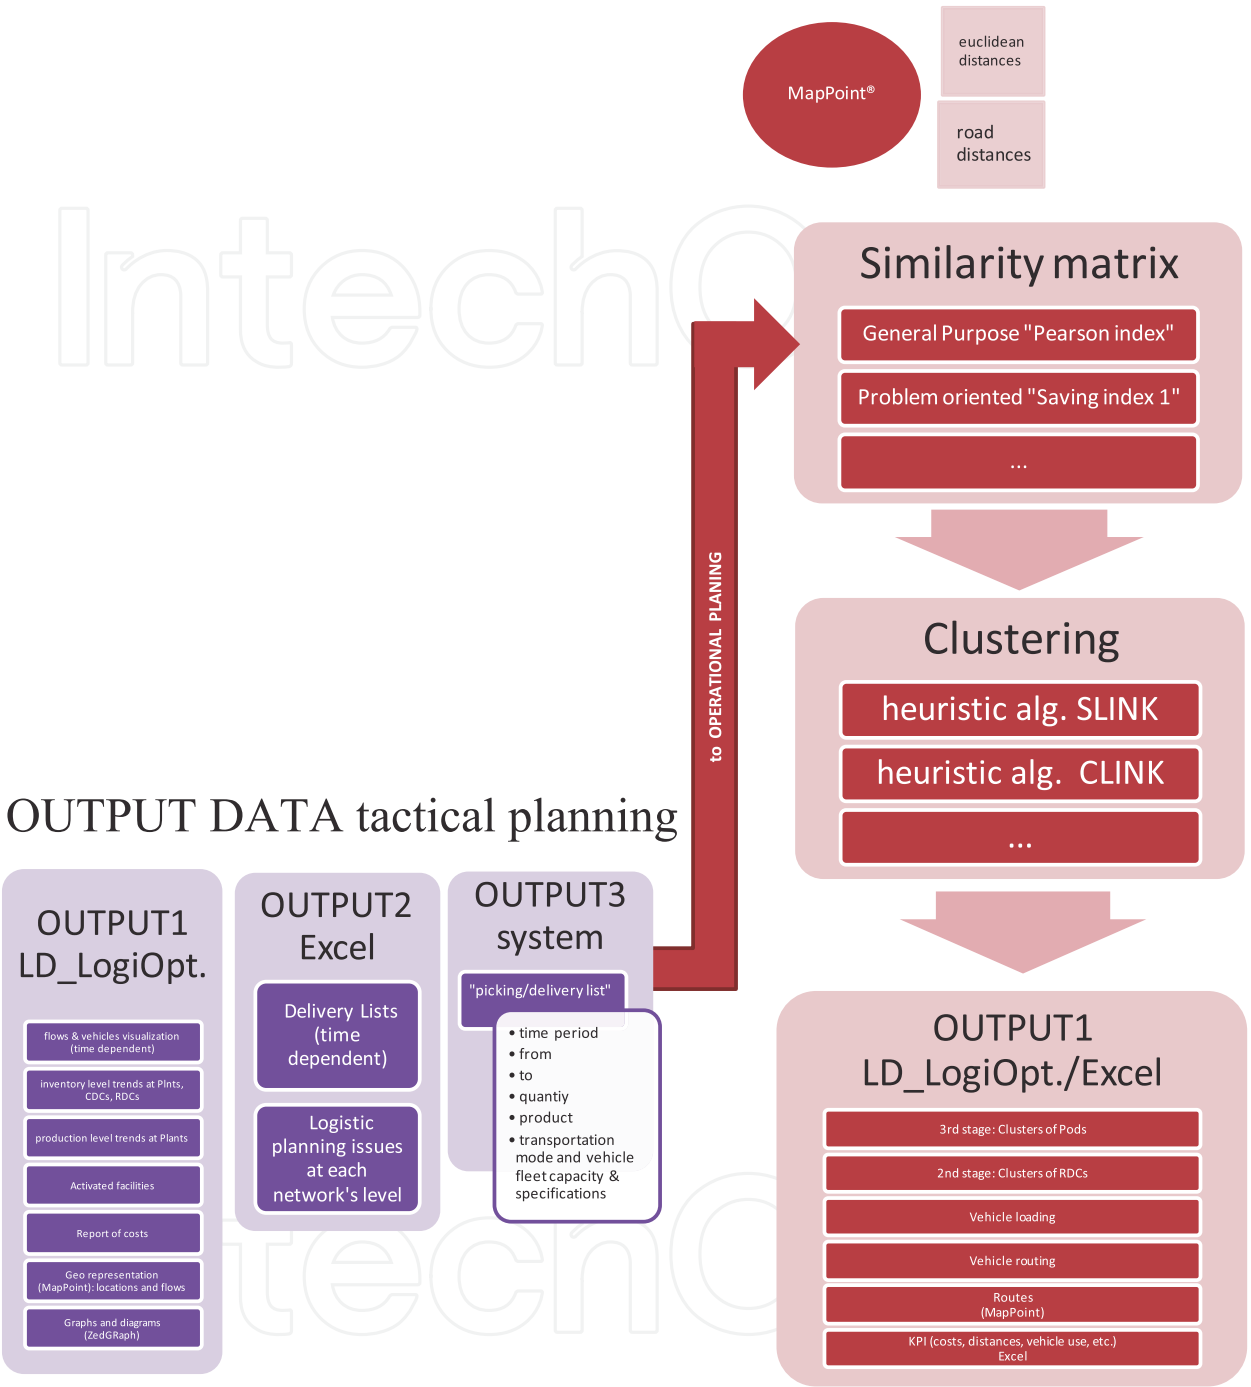 MapPoint®
euclidean
distances
road
distances
IntechO
Similarity matrix
General Purpose "Pearson index"
Problem oriented "Saving index 1"
...
to OPERATIONAL PLANING
Clustering
heuristic alg. SLINK
heuristic alg. CLINK
...
OUTPUT DATA tactical planning
OUTPUT1
LD_LogiOpt.
flows & vehicles visualization
(time dependent)
inventory level trends at Plnts,
CDCs, RDCs
production level trends at Plants
Activated facilities
Report of costs
Geo representation
(MapPoint): locations and flows
Graphs and diagrams
(ZedGRaph)
OUTPUT2
Excel
Delivery Lists
(time
dependent)
Logistic
planning issues
at each
network's level
OUTPUT3
system
"picking/delivery list"
• time period
• from
• to
• quantiy
• product
• transportation
mode and vehicle
fleet capacity &
specifications
IntechO
OUTPUT1
LD_LogiOpt./Excel
3rd stage: Clusters of Pods
2nd stage: Clusters of RDCs
Vehicle loading
Vehicle routing
Routes
(MapPoint)
KPI (costs, distances, vehicle use, etc.)
Excel